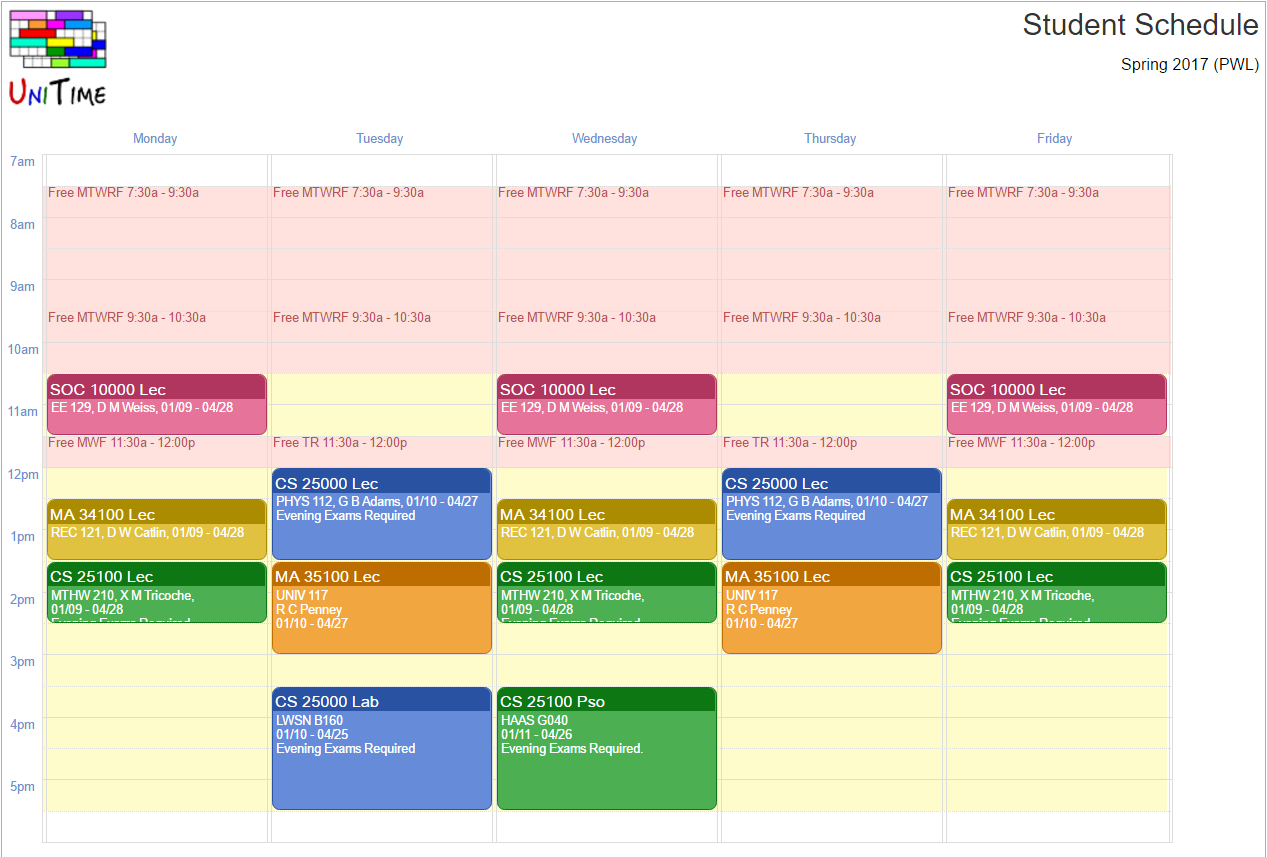 UniTime
Student Schedule
Spring 2017 (PWL)
Monday Tuesday Wednesday Thursday Friday
7am
Free MTWRF 7:30a - 9:30a Free MTWRF 7:30a - 9:30a Free MTWRF 7:30a - 9:30a Free MTWRF 7:30a - 9:30a Free MTWRF 7:30a - 9:30a
8am
9am
Free MTWRF 9:30a - 10:30a Free MTWRF 9:30a - 10:30a Free MTWRF 9:30a - 10:30a Free MTWRF 9:30a - 10:30a Free MTWRF 9:30a - 10:30a
10am
SOC 10000 Lec SOC 10000 Lec SOC 10000 Lec
EE 129, D M Weiss, 01/09 - 04/28 EE 129, D M Weiss, 01/09 - 04/28 EE 129, D M Weiss, 01/09 - 04/28
11am
Free MWF 11:30a - 12:00p Free TR 11:30a - 12:00p Free MWF 11:30a - 12:00p Free TR 11:30a - 12:00p Free MWF 11:30a - 12:00p
12pm
CS 25000 Lec CS 25000 Lec
PHYS 112, G B Adams, 01/10 - 04/27 PHYS 112, G B Adams, 01/10 - 04/27
MA 34100 Lec Evening Exams Required MA 34100 Lec Evening Exams Required MA 34100 Lec
REC 121, D W Catlin, 01/09 - 04/28 REC 121, D W Catlin, 01/09 - 04/28 REC 121, D W Catlin, 01/09 - 04/28
1pm
CS 25100 Lec MA 35100 Lec CS 25100 Lec MA 35100 Lec CS 25100 Lec
MTHW 210, X M Tricoche, UNIV 117 MTHW 210, X M Tricoche, UNIV 117 MTHW 210, X M Tricoche,
2pm
01/09 - 04/28 R C Penney 01/09 - 04/28 R C Penney 01/09 - 04/28
Evening Exams Required 01/10 - 04/27 Evening Exams Required 01/10 - 04/27 Evening Exams Required
3pm
CS 25000 Lab CS 25100 Pso
LWSN B160 HAAS G040
4pm
01/10 - 04/25 01/11 - 04/26
Evening Exams Required Evening Exams Required.
5pm